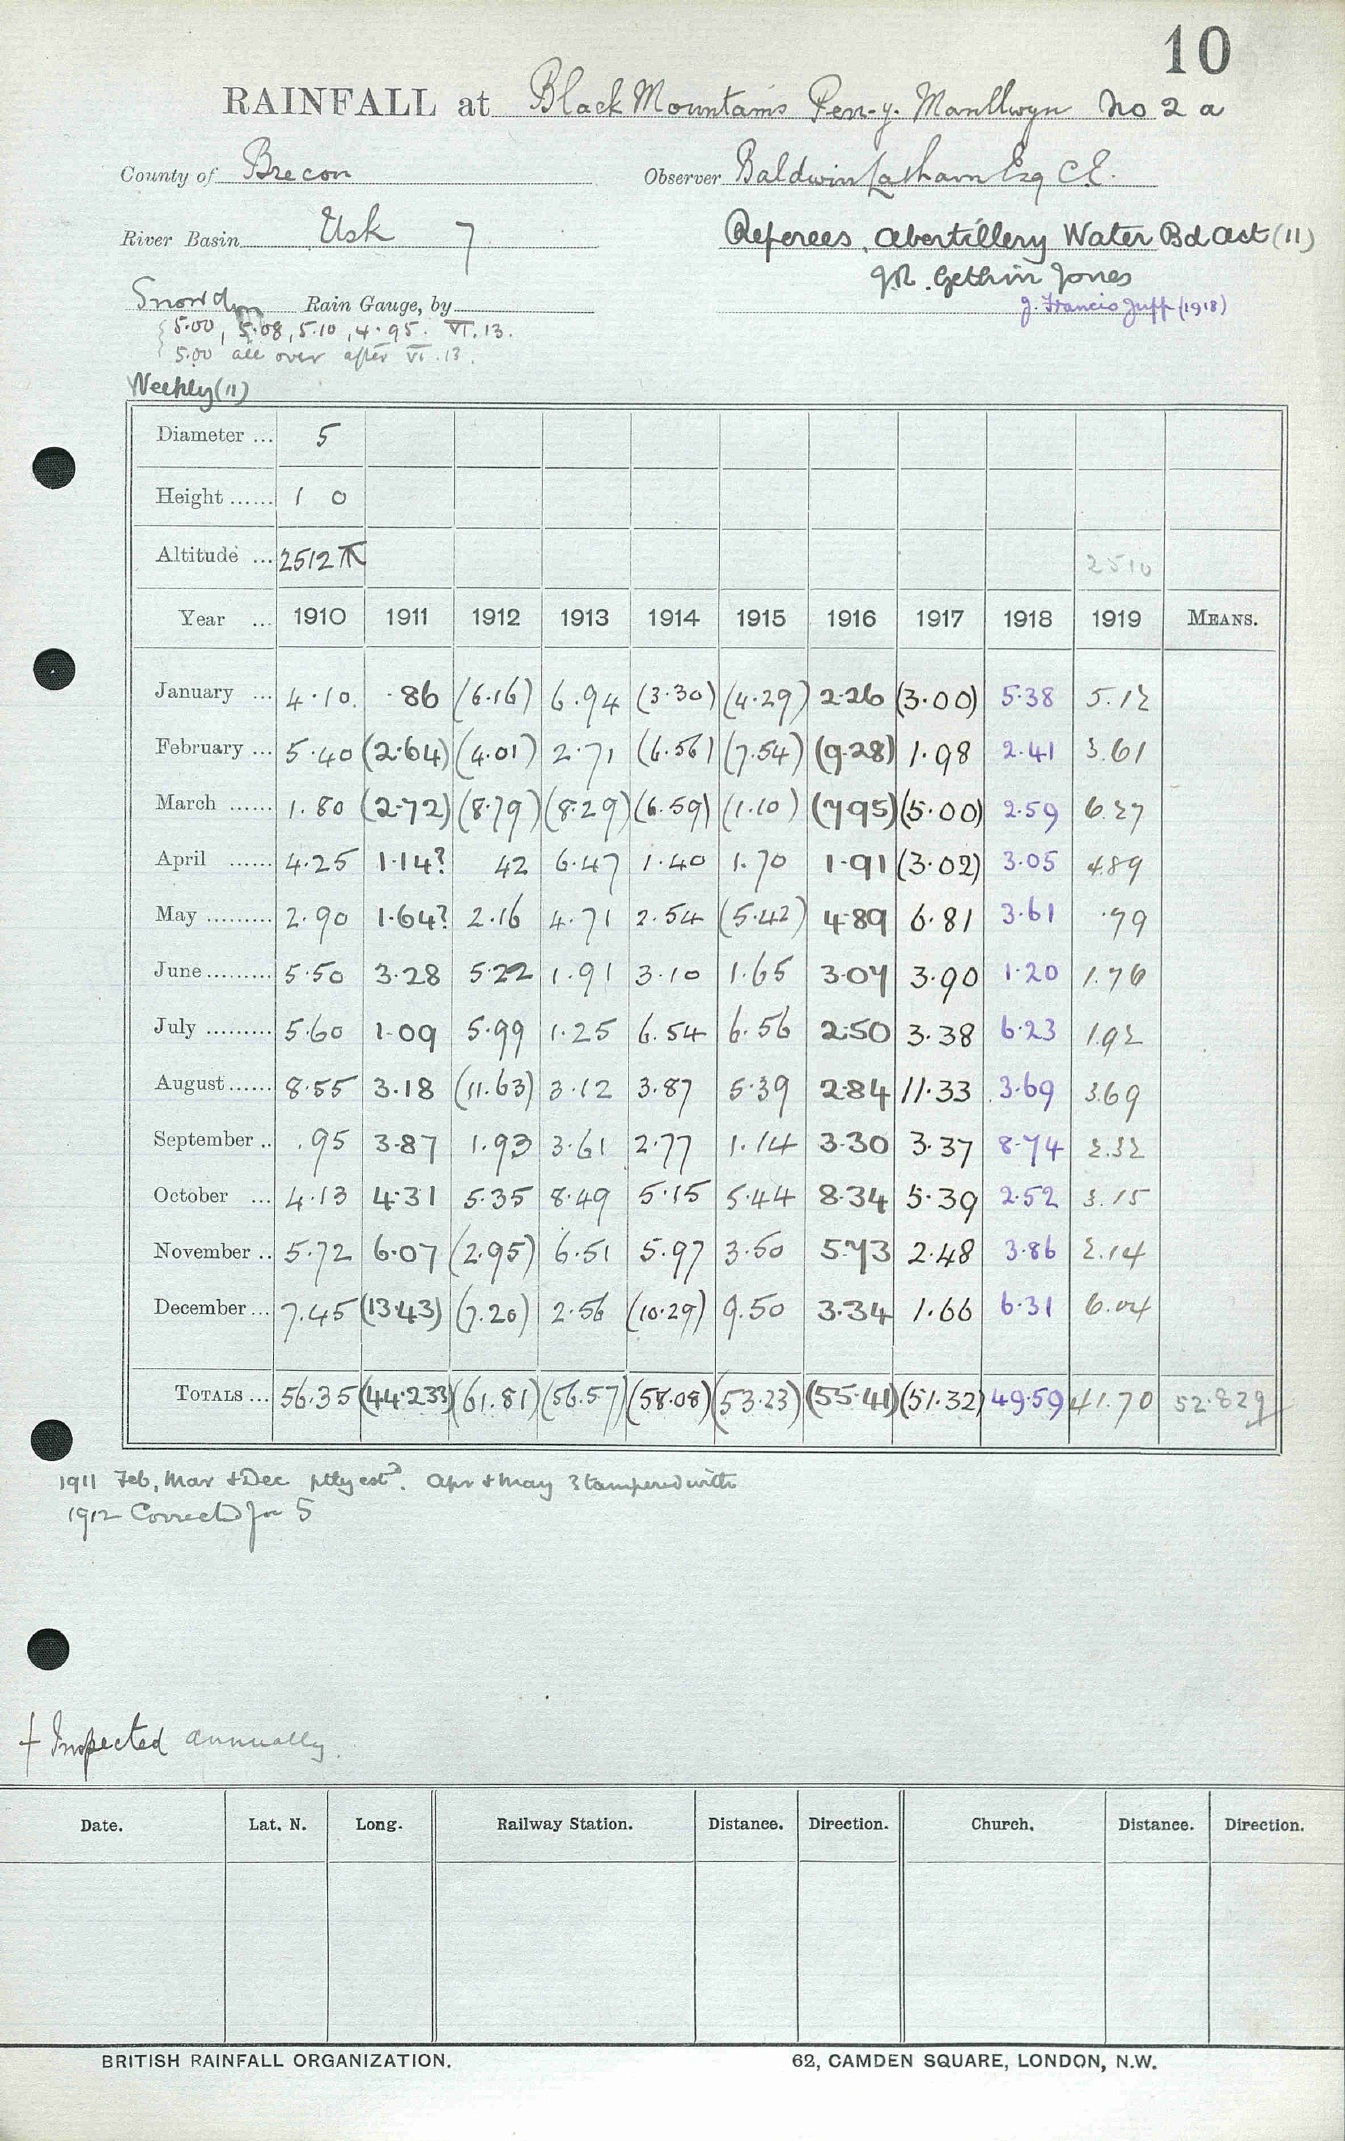 10
RAINFALL at Black Mountains Pen-y-Manllwyn No 2 a
County of Brecon Observer Baldwin Latham Esq C.E.
River Basin Usk 7 Referees, Abertillery Water Bd Act (11)
Gethin Jones
Snowdon Rain Gauge, by J. Francis Jupp (1918)
5.00, 5.08, 5.10, 4.95. VI.13.
5.00 all over after VI.13.
Weekly (11)
Diameter ... 5
Height ...... 1 0
Altitude ... 2512 2510
Year ... 1910 1911 1912 1913 1914 1915 1916 1917 1918 1919 MEANS.
January ... 4.10. .86 (6.16) 6.94 (3.30) (4.29) 2.26 (3.00) 5.38 5.12
February ... 5.40 (2.64) (4.01) 2.71 (6.56) (7.54) (9.28) 1.98 2.41 3.61
March ...... 1.80 (2.72) (8.79) (8.29) (6.59) (1.10) (7.95) (5.00) 2.59 6.27
April ...... 4.25 1.14? 42 6.47 1.40 1.70 1.91 (3.02) 3.05 4.89
May ......... 2.90 1.64? 2.16 4.71 2.54 (5.42) 4.89 6.81 3.61 .79
June ......... 5.50 3.28 5.22 1.91 3.10 1.65 3.07 3.90 1.20 1.76
July ......... 5.60 1.09 5.99 1.25 6.54 6.56 2.50 3.38 6.23 1.92
August ...... 8.55 3.18 (11.63) 3.12 3.87 5.39 2.84 11.33 3.69 3.69
September .. .95 3.87 1.93 3.61 2.77 1.14 3.30 3.37 8.74 2.32
October ... 4.13 4.31 5.35 8.49 5.15 5.44 8.34 5.39 2.52 3.15
November .. 5.72 6.07 (2.95) 6.51 5.97 3.50 5.73 2.48 3.86 2.14
December ... 7.45 (13.43) (7.20) 2.56 (10.29) 9.50 3.34 1.66 6.31 6.04
TOTALS ... 56.35 (44.233) (61.81) (56.57) (58.08) (53.23) (55.41) (51.32) 49.59 41.70 52.829
1911 Feb, Mar + Dec ptly estd. Apr + May ? tampered with
1912 Corrected for 5
† Inspected annually.
Date. Lat. N. Long. Railway Station. Distance. Direction. Church. Distance. Direction.
BRITISH RAINFALL ORGANIZATION. 62, CAMDEN SQUARE, LONDON, N.W.